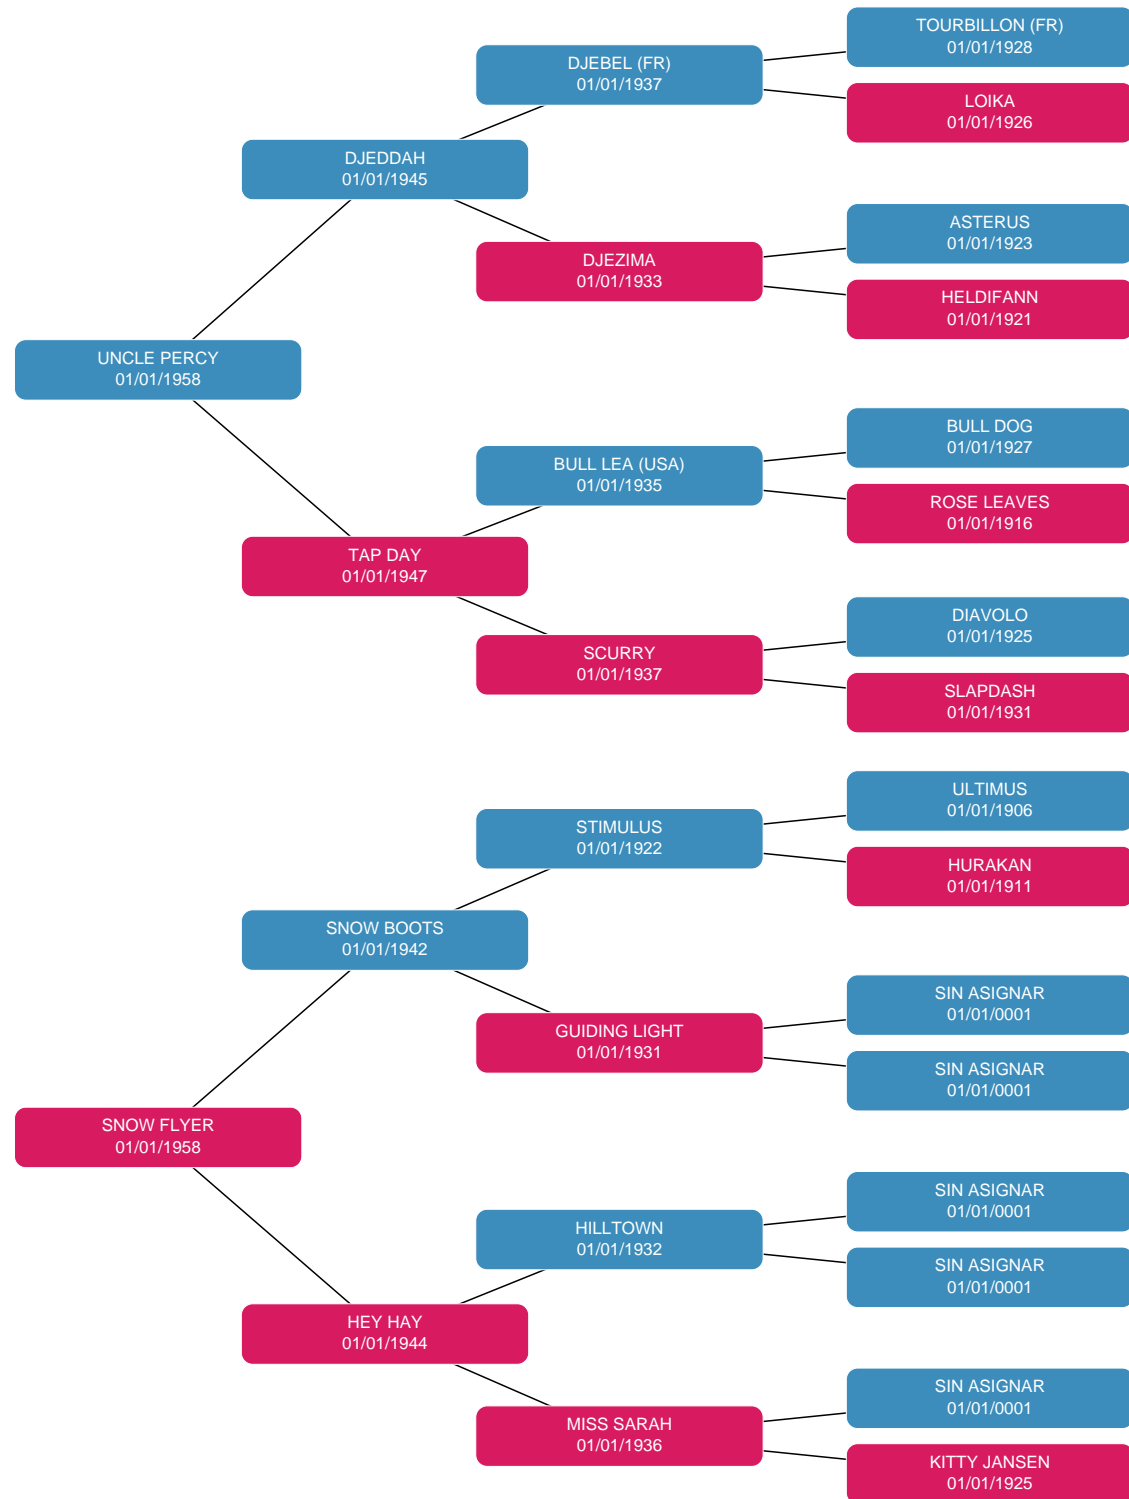 TOURBILLON (FR)
01/01/1928
DJEBEL (FR)
01/01/1937
LOIKA
01/01/1926
DJEDDAH
01/01/1945
ASTERUS
01/01/1923
DJEZIMA
01/01/1933
HELDIFANN
01/01/1921
UNCLE PERCY
01/01/1958
BULL DOG
01/01/1927
BULL LEA (USA)
01/01/1935
ROSE LEAVES
01/01/1916
TAP DAY
01/01/1947
DIAVOLO
01/01/1925
SCURRY
01/01/1937
SLAPDASH
01/01/1931
ULTIMUS
01/01/1906
STIMULUS
01/01/1922
HURAKAN
01/01/1911
SNOW BOOTS
01/01/1942
SIN ASIGNAR
01/01/0001
GUIDING LIGHT
01/01/1931
SIN ASIGNAR
01/01/0001
SNOW FLYER
01/01/1958
SIN ASIGNAR
01/01/0001
HILLTOWN
01/01/1932
SIN ASIGNAR
01/01/0001
HEY HAY
01/01/1944
SIN ASIGNAR
01/01/0001
MISS SARAH
01/01/1936
KITTY JANSEN
01/01/1925